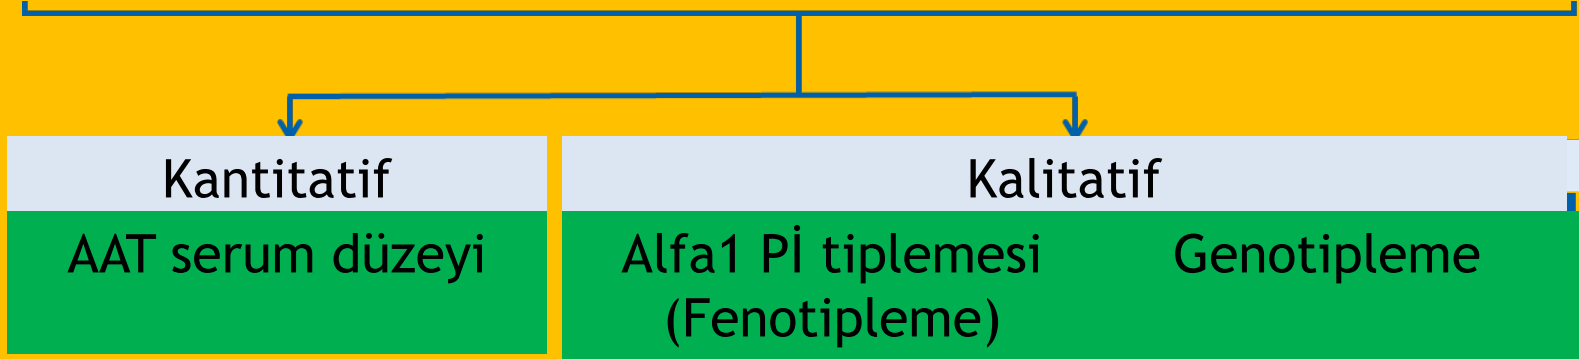 Kantitatif
Kalitatif
AAT serum düzeyi
Alfa1 Pİ tiplemesi
(Fenotipleme)
Genotipleme